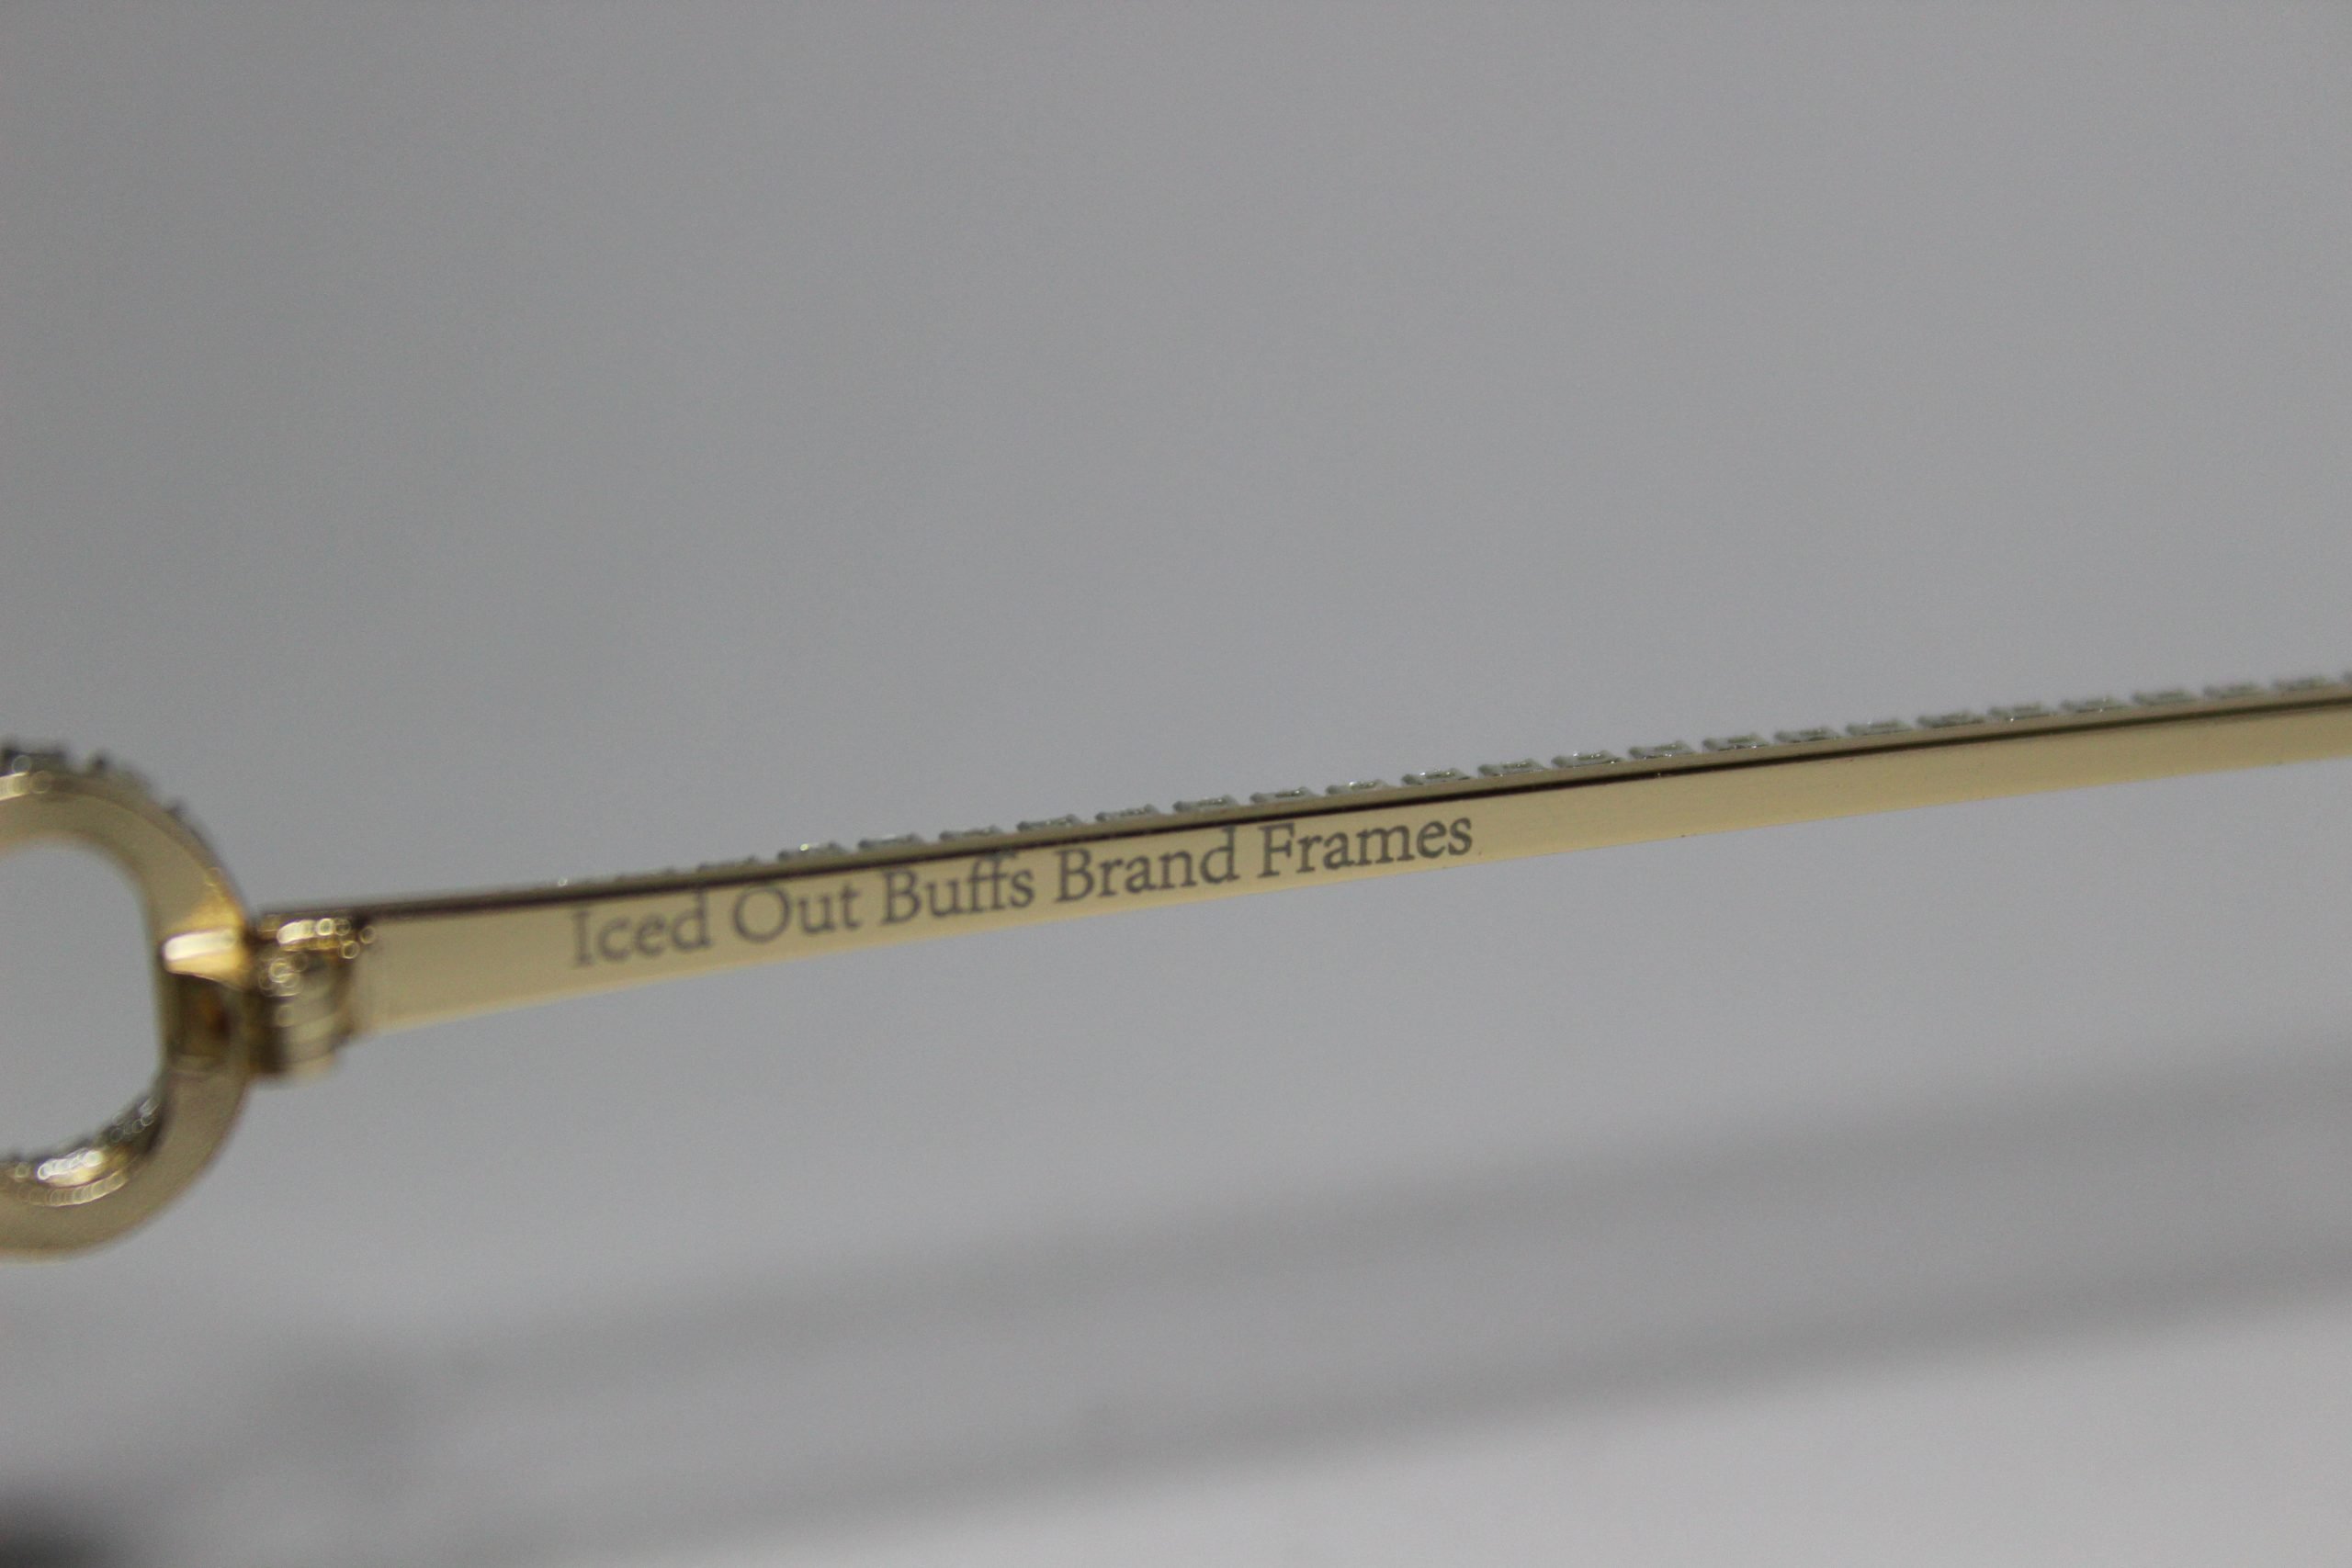 Iced Out Buffs Brand Frames